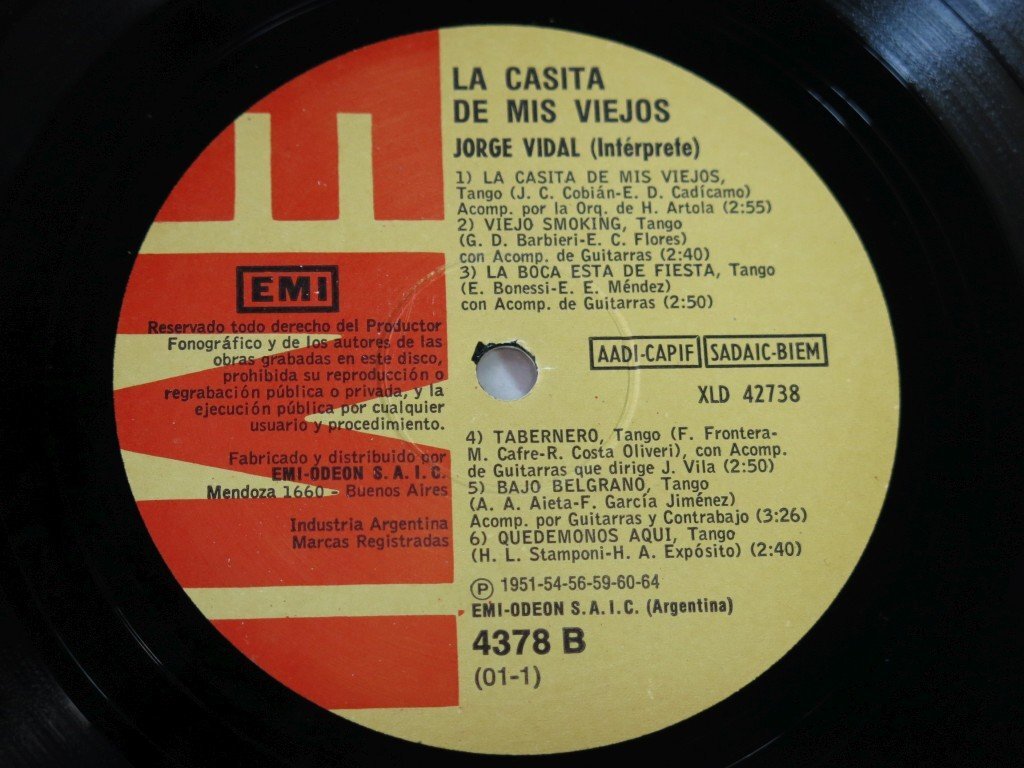 LA CASITA
DE MIS VIEJOS
JORGE VIDAL (Intérprete)
1) LA CASITA DE MIS VIEJOS,
Tango (J. C. Cobián-E. D. Cadícamo)
Acomp. por la Orq. de H. Artola (2:55)
2) VIEJO SMOKING, Tango
(G. D. Barbieri-E. C. Flores)
con Acomp. de Guitarras (2:40)
3) LA BOCA ESTA DE FIESTA, Tango
(E. Bonessi-E. E. Méndez)
con Acomp. de Guitarras (2:50)
EMI
EMI
Reservado todo derecho del Productor
Fonográfico y de los autores de las
obras grabadas en este disco,
prohibida su reproducción o
regrabación pública o privada, y la
ejecución pública por cualquier
usuario y procedimiento.
Fabricado y distribuido por
EMI-ODEON S.A.I.C.
Mendoza 1660 - Buenos Aires
Industria Argentina
Marcas Registradas
AADI-CAPIF SADAIC-BIEM
XLD 42738
4) TABERNERO, Tango (F. Frontera-
M. Cafre-R. Costa Oliveri), con Acomp.
de Guitarras que dirige J. Vila (2:50)
5) BAJO BELGRANO, Tango
(A. A. Aieta-F. García Jiménez)
Acomp. por Guitarras y Contrabajo (3:26)
6) QUEDEMONOS AQUI, Tango
(H. L. Stamponi-H. A. Expósito) (2:40)
Ⓟ 1951-54-56-59-60-64
EMI-ODEON S.A.I.C. (Argentina)
4378 B
(01-1)